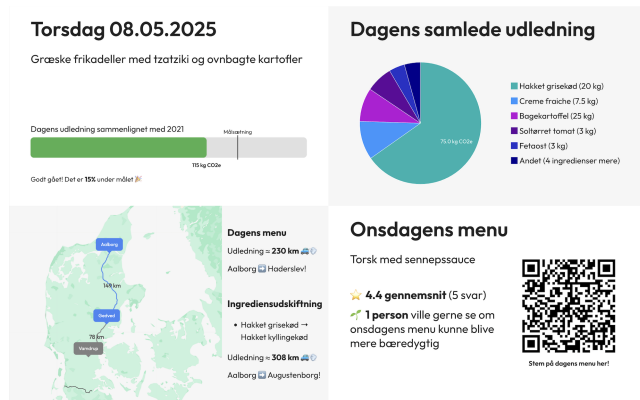 Torsdag 08.05.2025
Græske frikadeller med tzatziki og ovnbagte kartofler
Dagens udledning sammenlignet med 2021
Målsætning
115 kg CO2e
Godt gået! Det er 15% under målet 🎉
Dagens samlede udledning
75.0 kg CO2e
Hakket grisekød (20 kg)
Creme fraiche (7.5 kg)
Bagekartoffel (25 kg)
Soltørret tomat (3 kg)
Fetaost (3 kg)
Andet (4 ingredienser mere)
Aalborg
149 km
Gedved
78 km
Vamdrup
Dagens menu
Udledning ≈ 230 km 🚙💨
Aalborg ➡️ Haderslev!
Ingrediensudskiftning
• Hakket grisekød →
Hakket kyllingekød
Udledning ≈ 308 km 🚙💨
Aalborg ➡️ Augustenborg!
Onsdagens menu
Torsk med sennepssauce
⭐ 4.4 gennemsnit (5 svar)
🌱 1 person ville gerne se om
onsdagens menu kunne blive
mere bæredygtig
Stem på dagens menu her!